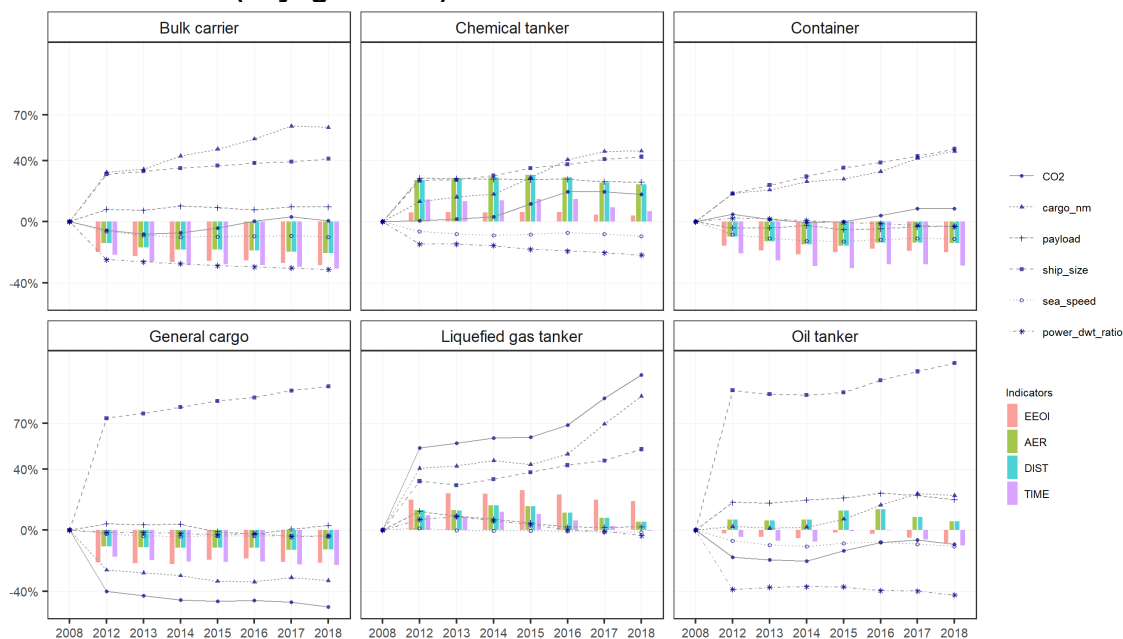 Bulk carrier
Chemical tanker
Container
70%
40%
0%
-40%
CO2
cargo_nm
payload
ship_size
sea_speed
power_dwt_ratio
General cargo
Liquefied gas tanker
Oil tanker
70%
40%
0%
-40%
Indicators
EEOI
AER
DIST
TIME
2008 2012 2013 2014 2015 2016 2017 2018
2008 2012 2013 2014 2015 2016 2017 2018
2008 2012 2013 2014 2015 2016 2017 2018